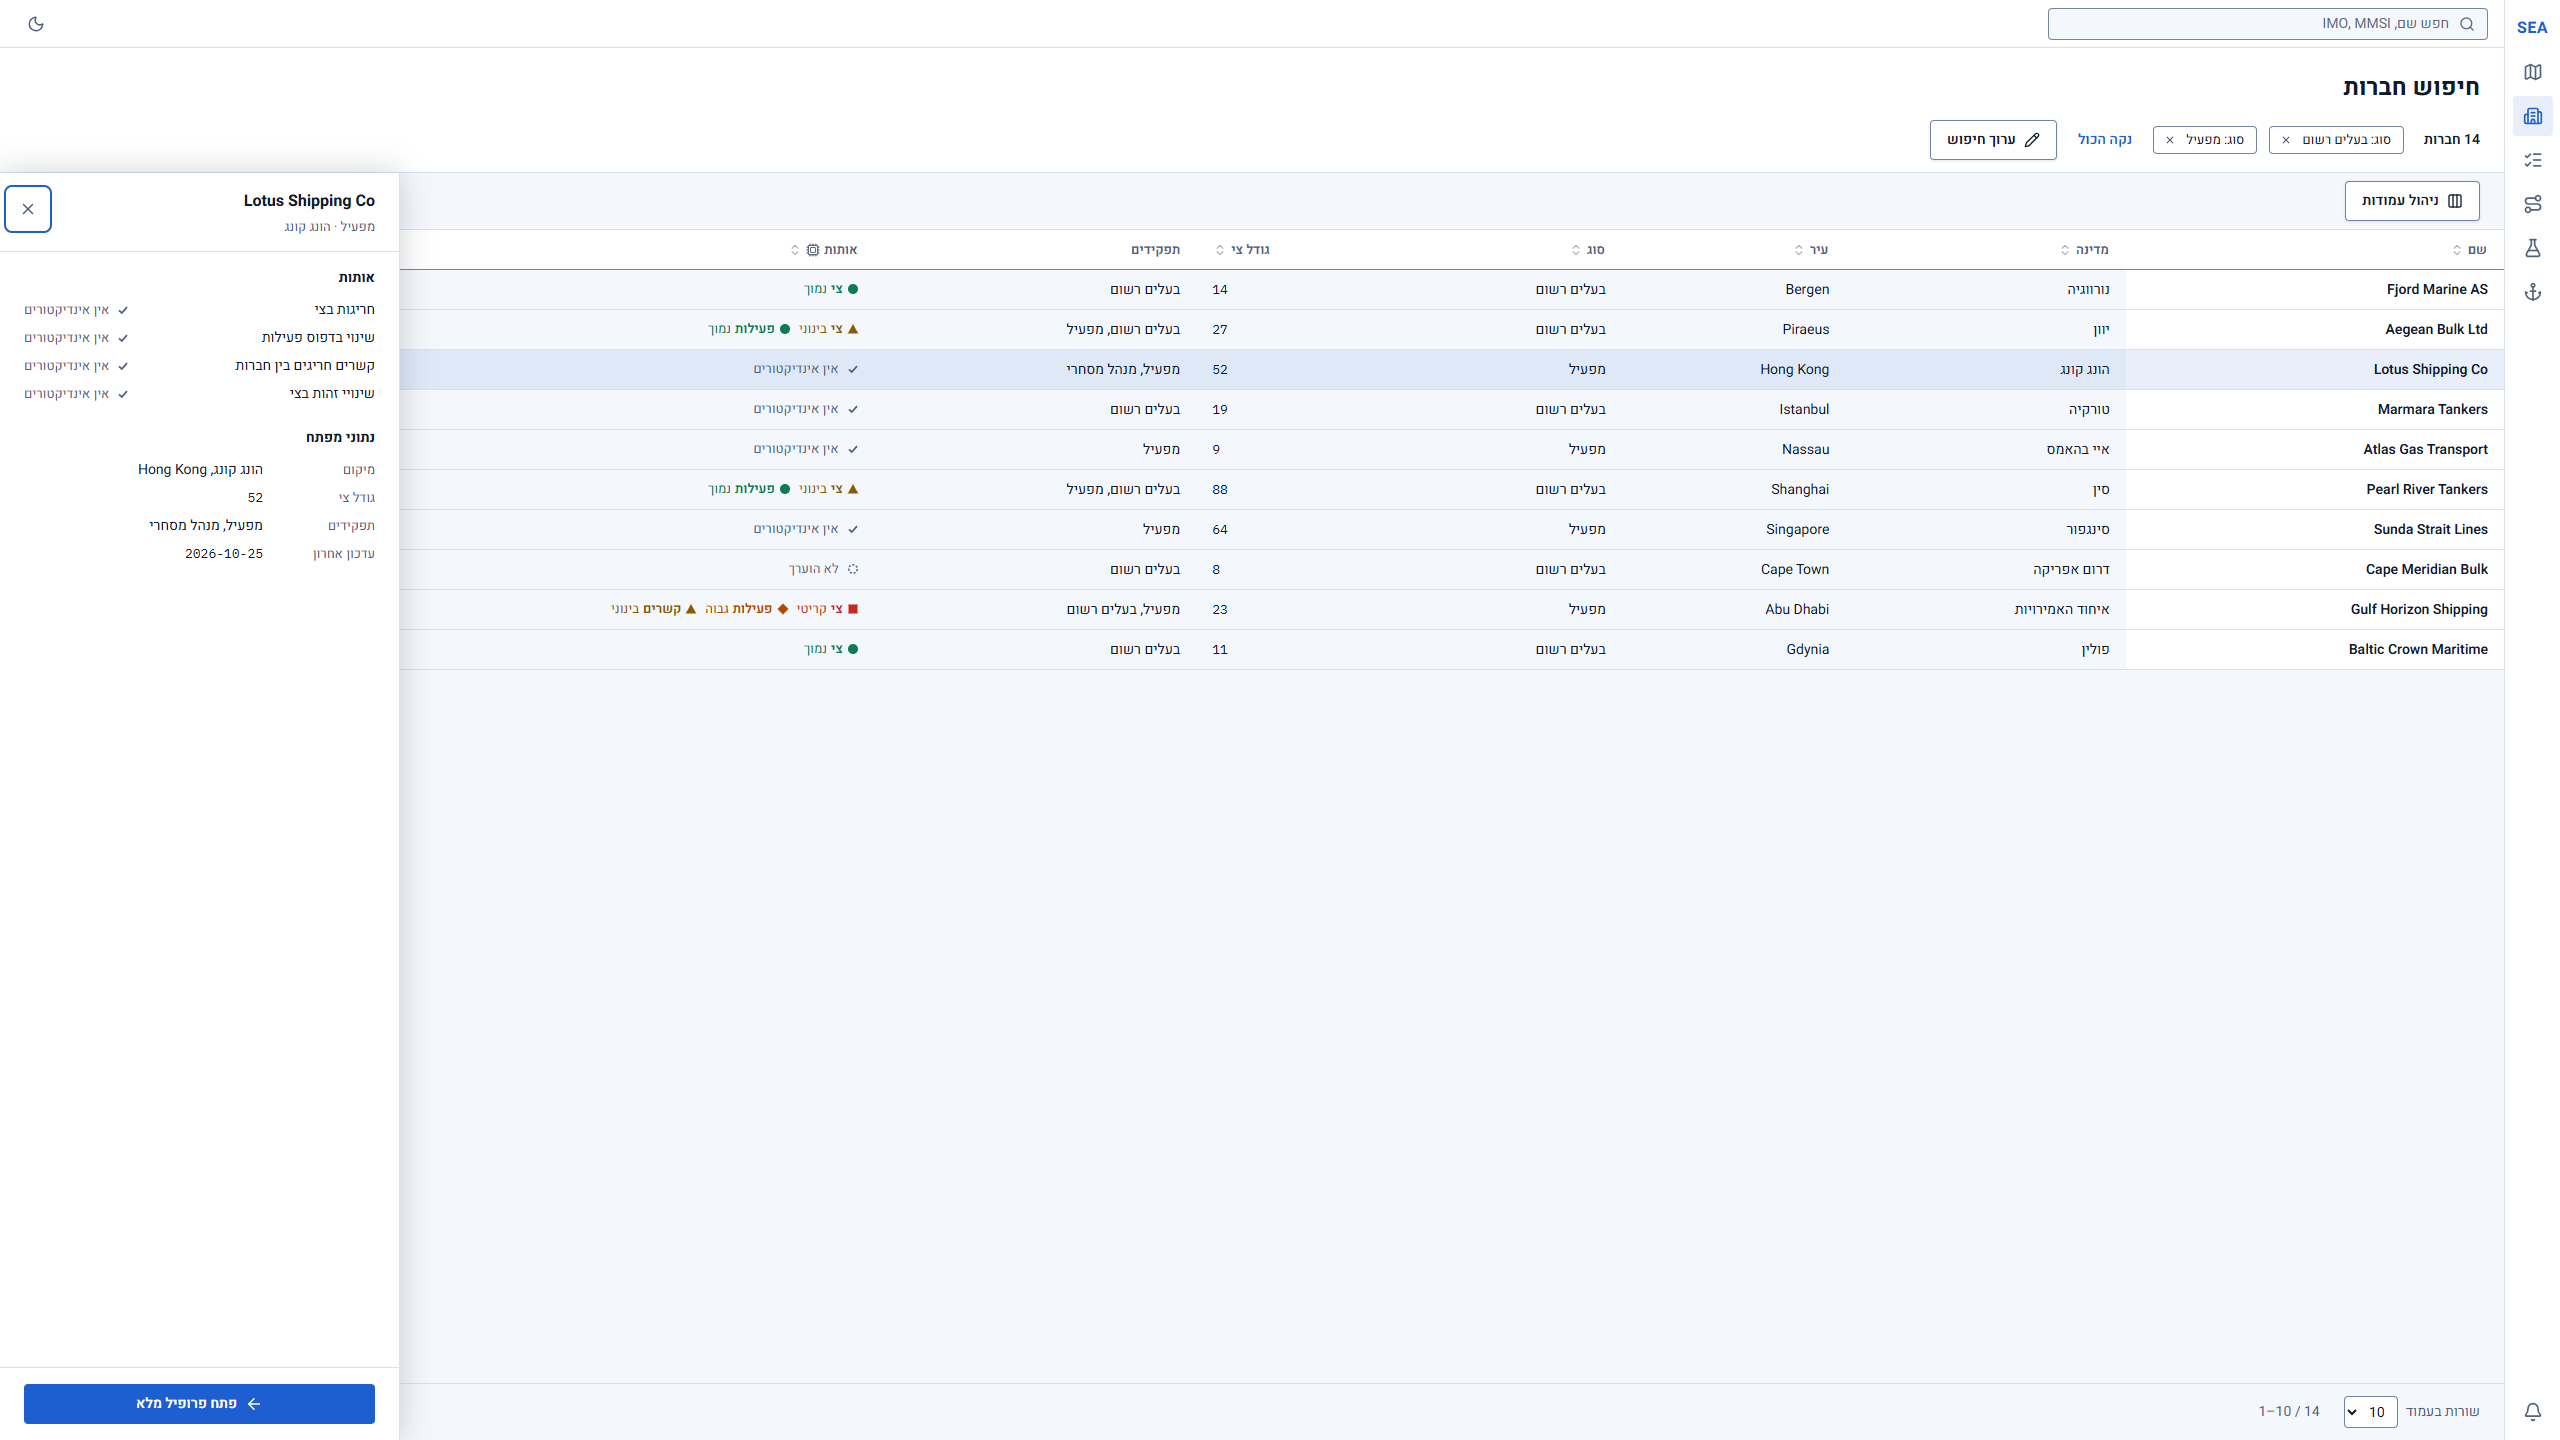 SEA
חפש שם, IMO, MMSI
חיפוש חברות
14 חברות
סוג: בעלים רשום
סוג: מפעיל
נקה הכול
ערוך חיפוש
ניהול עמודות
שם מדינה עיר סוג גודל צי תפקידים אותות
Fjord Marine AS נורווגיה Bergen בעלים רשום 14 בעלים רשום צי נמוך
Aegean Bulk Ltd יוון Piraeus בעלים רשום 27 בעלים רשום, מפעיל צי בינוני פעילות נמוך
Lotus Shipping Co הונג קונג Hong Kong מפעיל 52 מפעיל, מנהל מסחרי אין אינדיקטורים
Marmara Tankers טורקיה Istanbul בעלים רשום 19 בעלים רשום אין אינדיקטורים
Atlas Gas Transport איי בהאמס Nassau מפעיל 9 מפעיל אין אינדיקטורים
Pearl River Tankers סין Shanghai בעלים רשום 88 בעלים רשום, מפעיל צי בינוני פעילות נמוך
Sunda Strait Lines סינגפור Singapore מפעיל 64 מפעיל אין אינדיקטורים
Cape Meridian Bulk דרום אפריקה Cape Town בעלים רשום 8 בעלים רשום לא הוערך
Gulf Horizon Shipping איחוד האמירויות Abu Dhabi מפעיל 23 מפעיל, בעלים רשום צי קריטי פעילות גבוה קשרים בינוני
Baltic Crown Maritime פולין Gdynia בעלים רשום 11 בעלים רשום צי נמוך
שורות בעמוד 10 1–10 / 14
Lotus Shipping Co
מפעיל · הונג קונג
אותות
חריגות בצי אין אינדיקטורים
שינוי בדפוס פעילות אין אינדיקטורים
קשרים חריגים בין חברות אין אינדיקטורים
שינויי זהות בצי אין אינדיקטורים
נתוני מפתח
מיקום הונג קונג, Hong Kong
גודל צי 52
תפקידים מפעיל, מנהל מסחרי
עדכון אחרון 2026-10-25
פתח פרופיל מלא